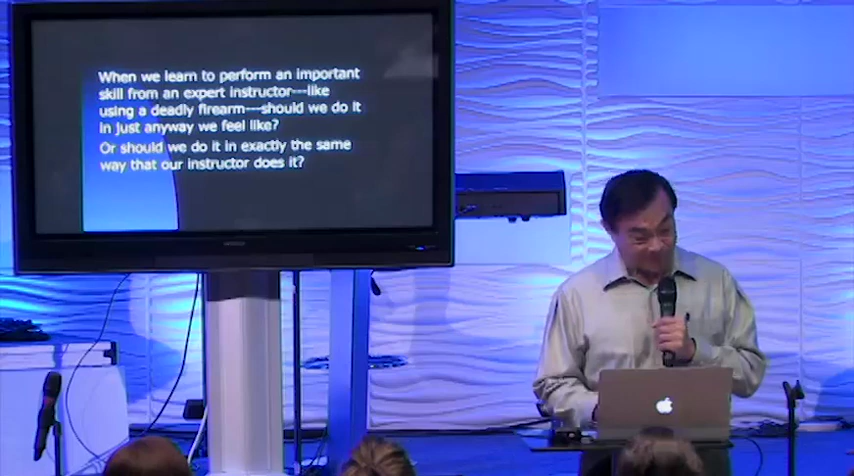 When we learn to perform an important
skill from an expert instructor---like
using a deadly firearm---should we do it
in just anyway we feel like?
Or should we do it in exactly the same
way that our instructor does it?